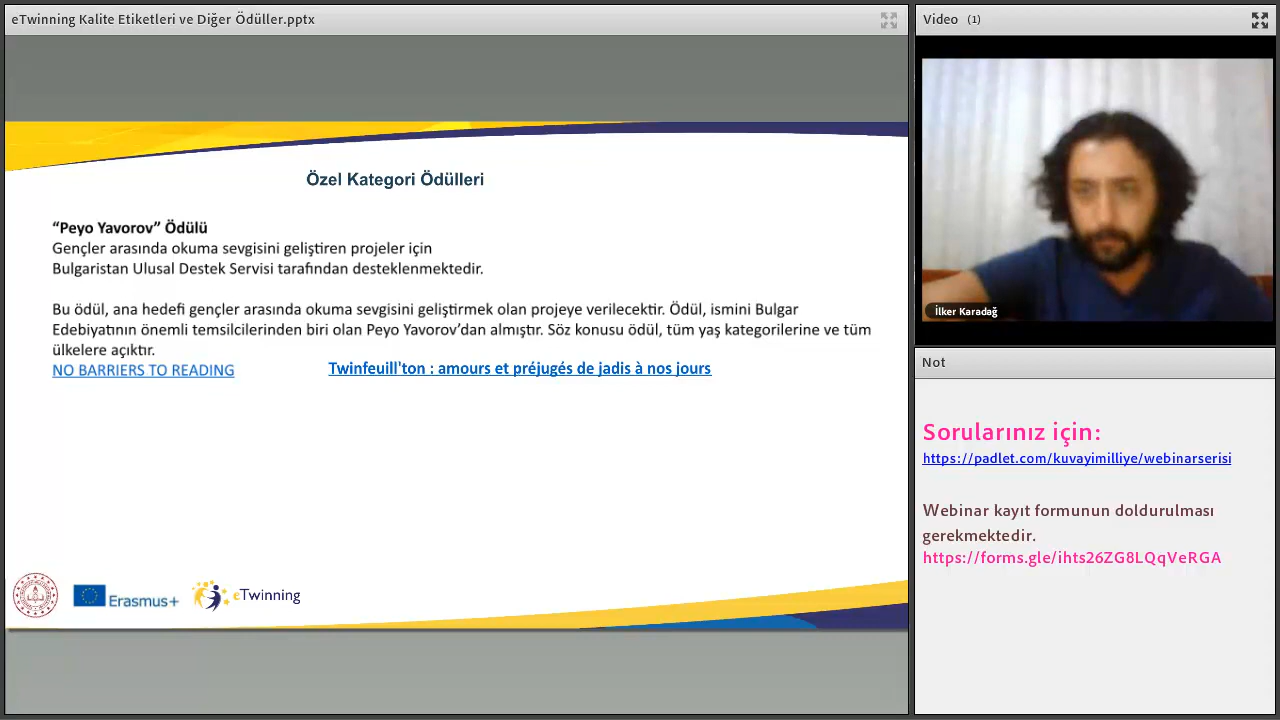 eTwinning Kalite Etiketleri ve Diğer Ödüller.pptx
Özel Kategori Ödülleri
“Peyo Yavorov” Ödülü
Gençler arasında okuma sevgisini geliştiren projeler için
Bulgaristan Ulusal Destek Servisi tarafından desteklenmektedir.
Bu ödül, ana hedefi gençler arasında okuma sevgisini geliştirmek olan projeye verilecektir. Ödül, ismini Bulgar
Edebiyatının önemli temsilcilerinden biri olan Peyo Yavorov’dan almıştır. Söz konusu ödül, tüm yaş kategorilerine ve tüm
ülkelere açıktır.
NO BARRIERS TO READING
Twinfeuill'ton : amours et préjugés de jadis à nos jours
Erasmus+
eTwinning
Video (1)
İlker Karadağ
Not
Sorularınız için:
https://padlet.com/kuvayimilliye/webinarserisi
Webinar kayıt formunun doldurulması
gerekmektedir.
https://forms.gle/ihts26ZG8LQqVeRGA